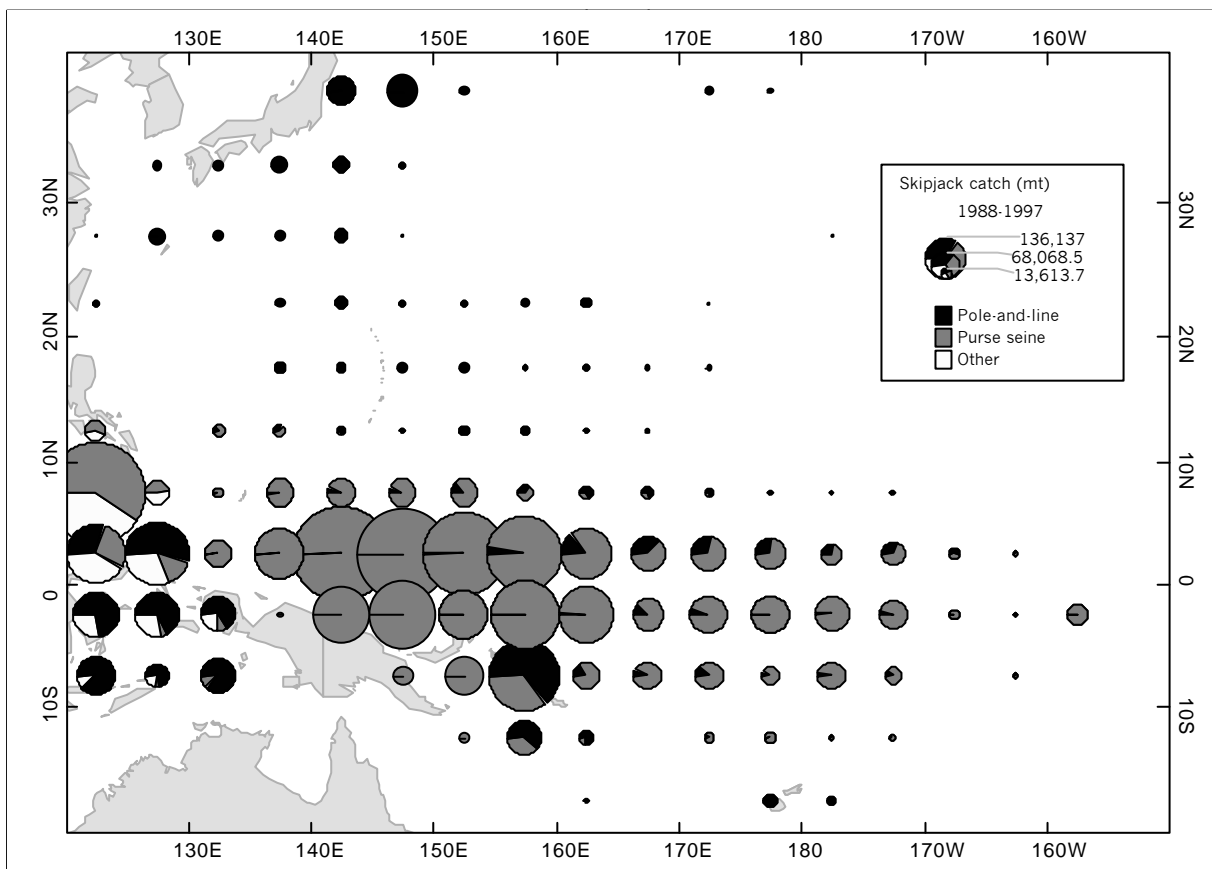 130E 140E 150E 160E 170E 180 170W 160W
30N
20N
10N
0
10S
30N
20N
10N
0
10S
Skipjack catch (mt)
1988-1997
136,137
68,068.5
13,613.7
Pole-and-line
Purse seine
Other
130E 140E 150E 160E 170E 180 170W 160W